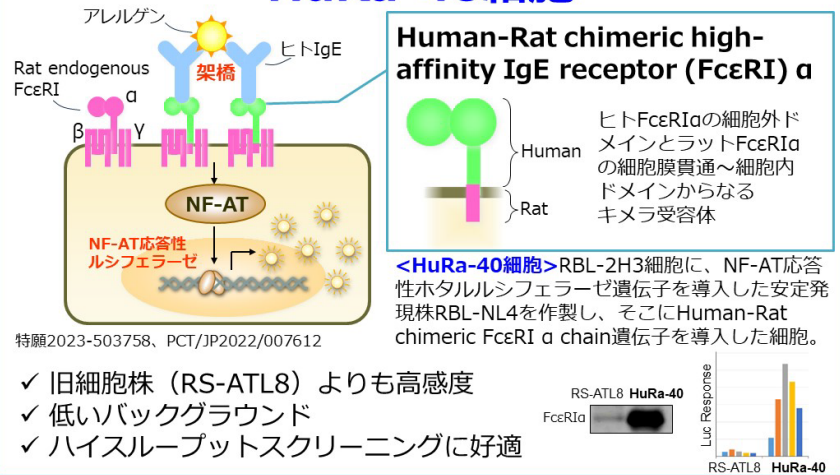 HuRa-40細胞
アレルゲン
架橋
ヒトIgE
Rat endogenous
FcεRI
α
β
γ
NF-AT
NF-AT応答性
ルシフェラーゼ
特願2023-503758、PCT/JP2022/007612
Human-Rat chimeric high-
affinity IgE receptor (FcεRI) α
Human
Rat
ヒトFcεRIαの細胞外ド
メインとラットFcεRIα
の細胞膜貫通～細胞内
ドメインからなる
キメラ受容体
<HuRa-40細胞>RBL-2H3細胞に、NF-AT応答
性ホタルルシフェラーゼ遺伝子を導入した安定発
現株RBL-NL4を作製し、そこにHuman-Rat
chimeric FcεRI α chain遺伝子を導入した細胞。
✓ 旧細胞株（RS-ATL8）よりも高感度
✓ 低いバックグラウンド
✓ ハイスループットスクリーニングに好適
RS-ATL8 HuRa-40
FcεRIα
Luc Response
RS-ATL8 HuRa-40